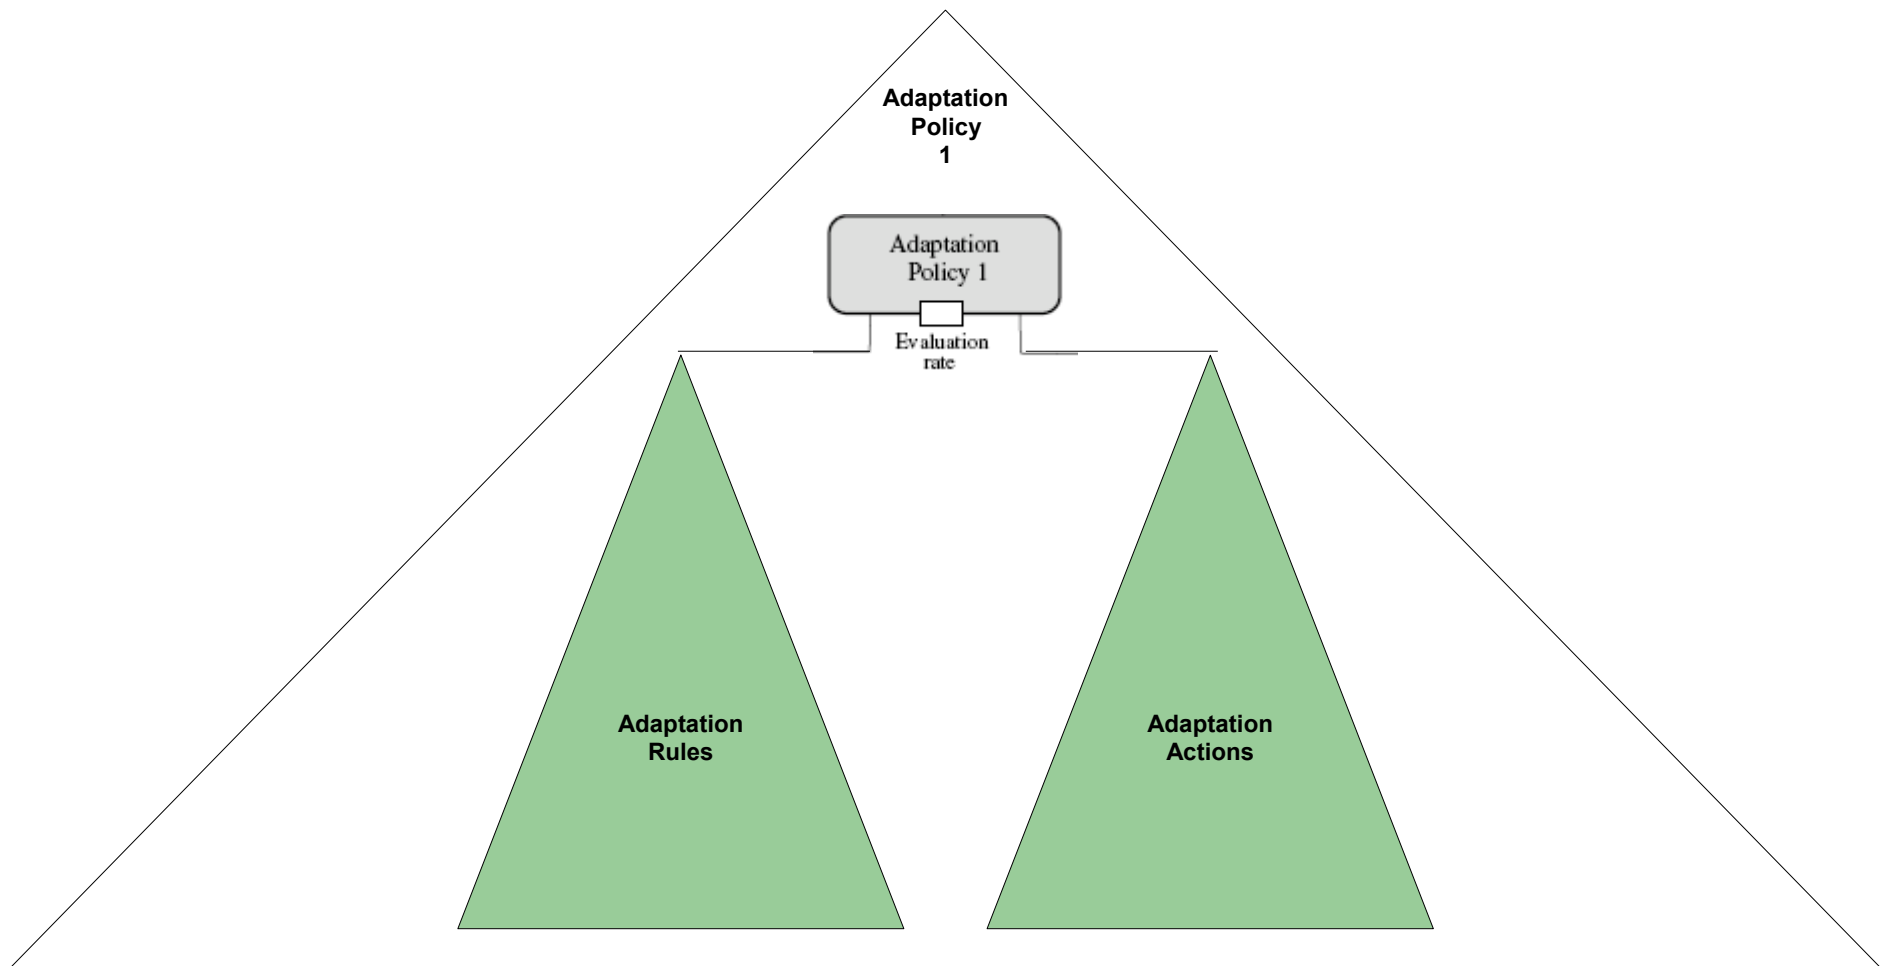 Adaptation
Policy
1
Adaptation
Policy 1
Evaluation
rate
Adaptation
Rules
Adaptation
Actions